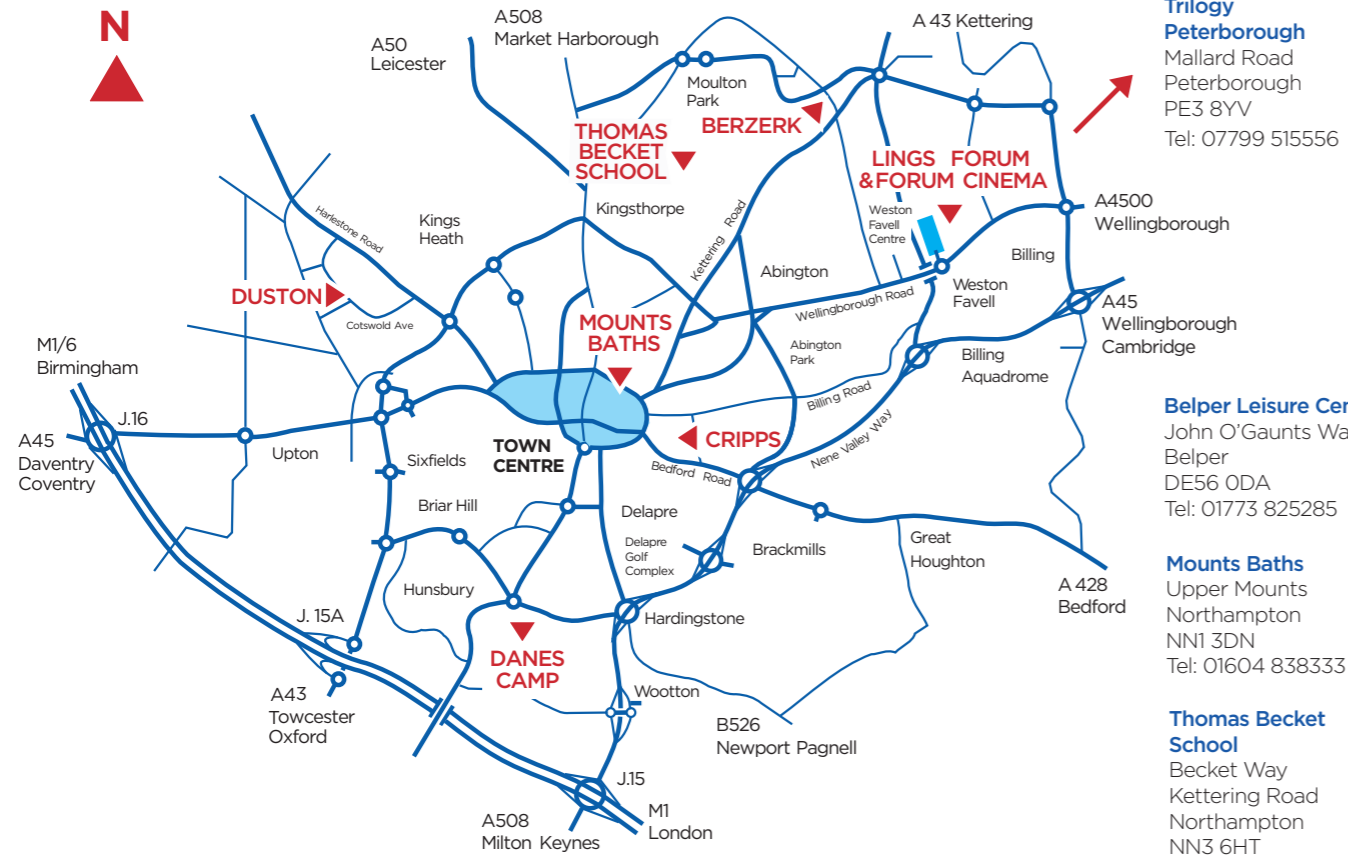 N
A508
Market Harborough
A50
Leicester
A 43 Kettering
Moulton
Park
BERZERK
THOMAS
BECKET
SCHOOL
LINGS FORUM
&FORUM CINEMA
Weston
Favell
Centre
A4500
Wellingborough
Kingsthorpe
Kings
Heath
Harlestone Road
Kettering Road
Abington
Billing
DUSTON
Cotswold Ave
Wellingborough Road
Weston
Favell
A45
Wellingborough
Cambridge
MOUNTS
BATHS
Abington
Park
Billing
Aquadrome
M1/6
Birmingham
J.16
A45
Daventry
Coventry
Upton
Sixfields
TOWN
CENTRE
CRIPPS
Billing Road
Bedford Road
Nene Valley Way
Briar Hill
Delapre
Delapre
Golf
Complex
Brackmills
Great
Houghton
A 428
Bedford
Hunsbury
Hardingstone
J. 15A
DANES
CAMP
Wootton
A43
Towcester
Oxford
B526
Newport Pagnell
J.15
M1
London
A508
Milton Keynes
Trilogy
Peterborough
Mallard Road
Peterborough
PE3 8YV
Tel: 07799 515556
Belper Leisure Cen
John O'Gaunts Wa
Belper
DE56 0DA
Tel: 01773 825285
Mounts Baths
Upper Mounts
Northampton
NN1 3DN
Tel: 01604 838333
Thomas Becket
School
Becket Way
Kettering Road
Northampton
NN3 6HT